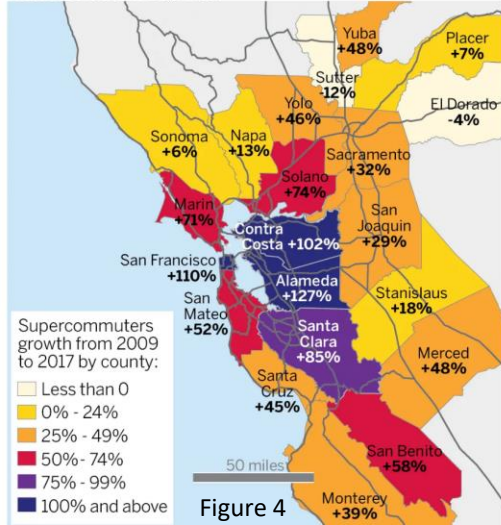 Yuba
+48%
Placer
+7%
Sutter
-12%
El Dorado
-4%
Yolo
+46%
Sonoma
+6%
Napa
+13%
Sacramento
+32%
Solano
+74%
Marin
+71%
San
Joaquin
+29%
Contra
Costa +102%
San Francisco
+110%
Alameda
+127%
San
Mateo
+52%
Stanislaus
+18%
Santa
Clara
+85%
Merced
+48%
Santa
Cruz
+45%
San Benito
+58%
Monterey
+39%
Supercommuters
growth from 2009
to 2017 by county:
Less than 0
0% - 24%
25% - 49%
50% - 74%
75% - 99%
100% and above
50 miles
Figure 4